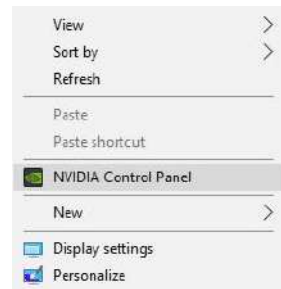 View
Sort by
Refresh
Paste
Paste shortcut
NVIDIA Control Panel
New
Display settings
Personalize